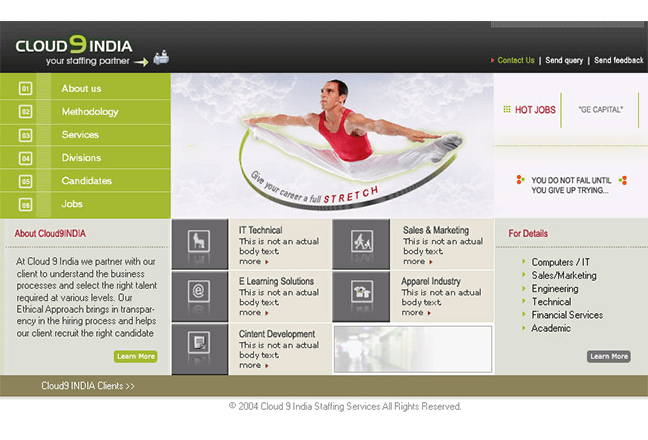 CLOUD 9 INDIA
your staffing partner
Contact Us | Send query | Send feedback
01 About us
02 Methodology
03 Services
04 Divisions
05 Candidates
06 Jobs
Give your career a full STRETCH
HOT JOBS
"GE CAPITAL"
YOU DO NOT FAIL UNTIL
YOU GIVE UP TRYING...
About Cloud9INDIA
At Cloud 9 India we partner with our
client to understand the business
processes and select the right talent
required at various levels. Our
Ethical Approach brings in transpar-
ency in the hiring process and helps
our client recruit the right candidate
Learn More
IT Technical
This is not an actual
body text.
more
Sales & Marketing
This is not an actual
body text.
more
E Learning Solutions
This is not an actual
body text.
more
Apparel Industry
This is not an actual
body text.
more
Cintent Development
This is not an actual
body text.
more
For Details
Computers / IT
Sales/Marketing
Engineering
Technical
Financial Services
Academic
Learn More
Cloud9 INDIA Clients >>
© 2004 Cloud 9 India Staffing Services All Rights Reserved.